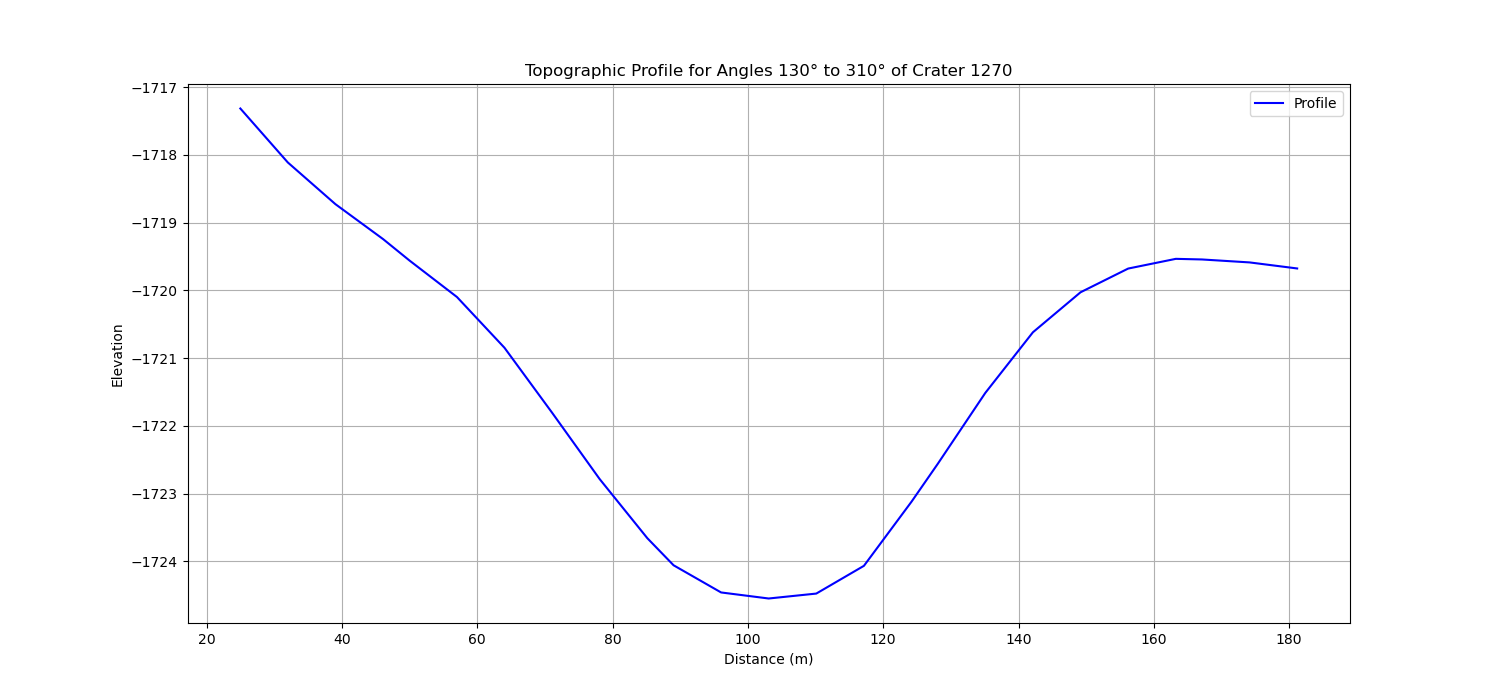 Topographic Profile for Angles 130° to 310° of Crater 1270
Profile
−1717
−1718
−1719
−1720
−1721
−1722
−1723
−1724
Elevation
20 40 60 80 100 120 140 160 180
Distance (m)